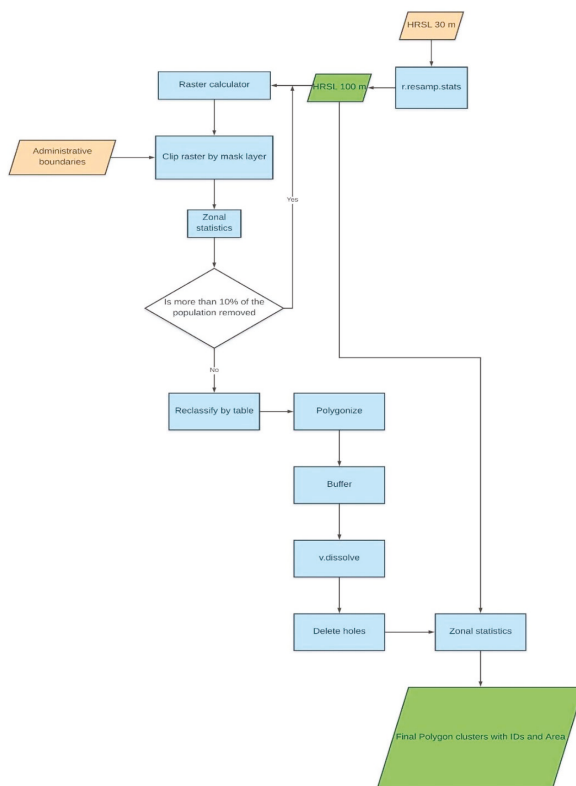 HRSL 30 m
Raster calculator
HRSL 100 m
r.resamp.stats
Administrative
boundaries
Clip raster by mask layer
Yes
Zonal
statistics
Is more than 10% of the
population removed
No
Reclassify by table
Polygonize
Buffer
v.dissolve
Delete holes
Zonal statistics
Final Polygon clusters with IDs and Area